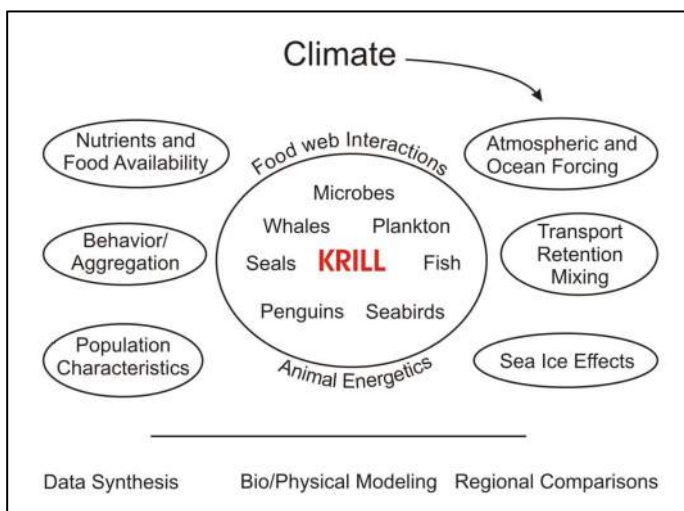 Climate
Nutrients and
Food Availability
Behavior/
Aggregation
Population
Characteristics
Food web Interactions
Microbes
Whales Plankton
Seals KRILL Fish
Penguins Seabirds
Animal Energetics
Atmospheric and
Ocean Forcing
Transport
Retention
Mixing
Sea Ice Effects
Data Synthesis Bio/Physical Modeling Regional Comparisons